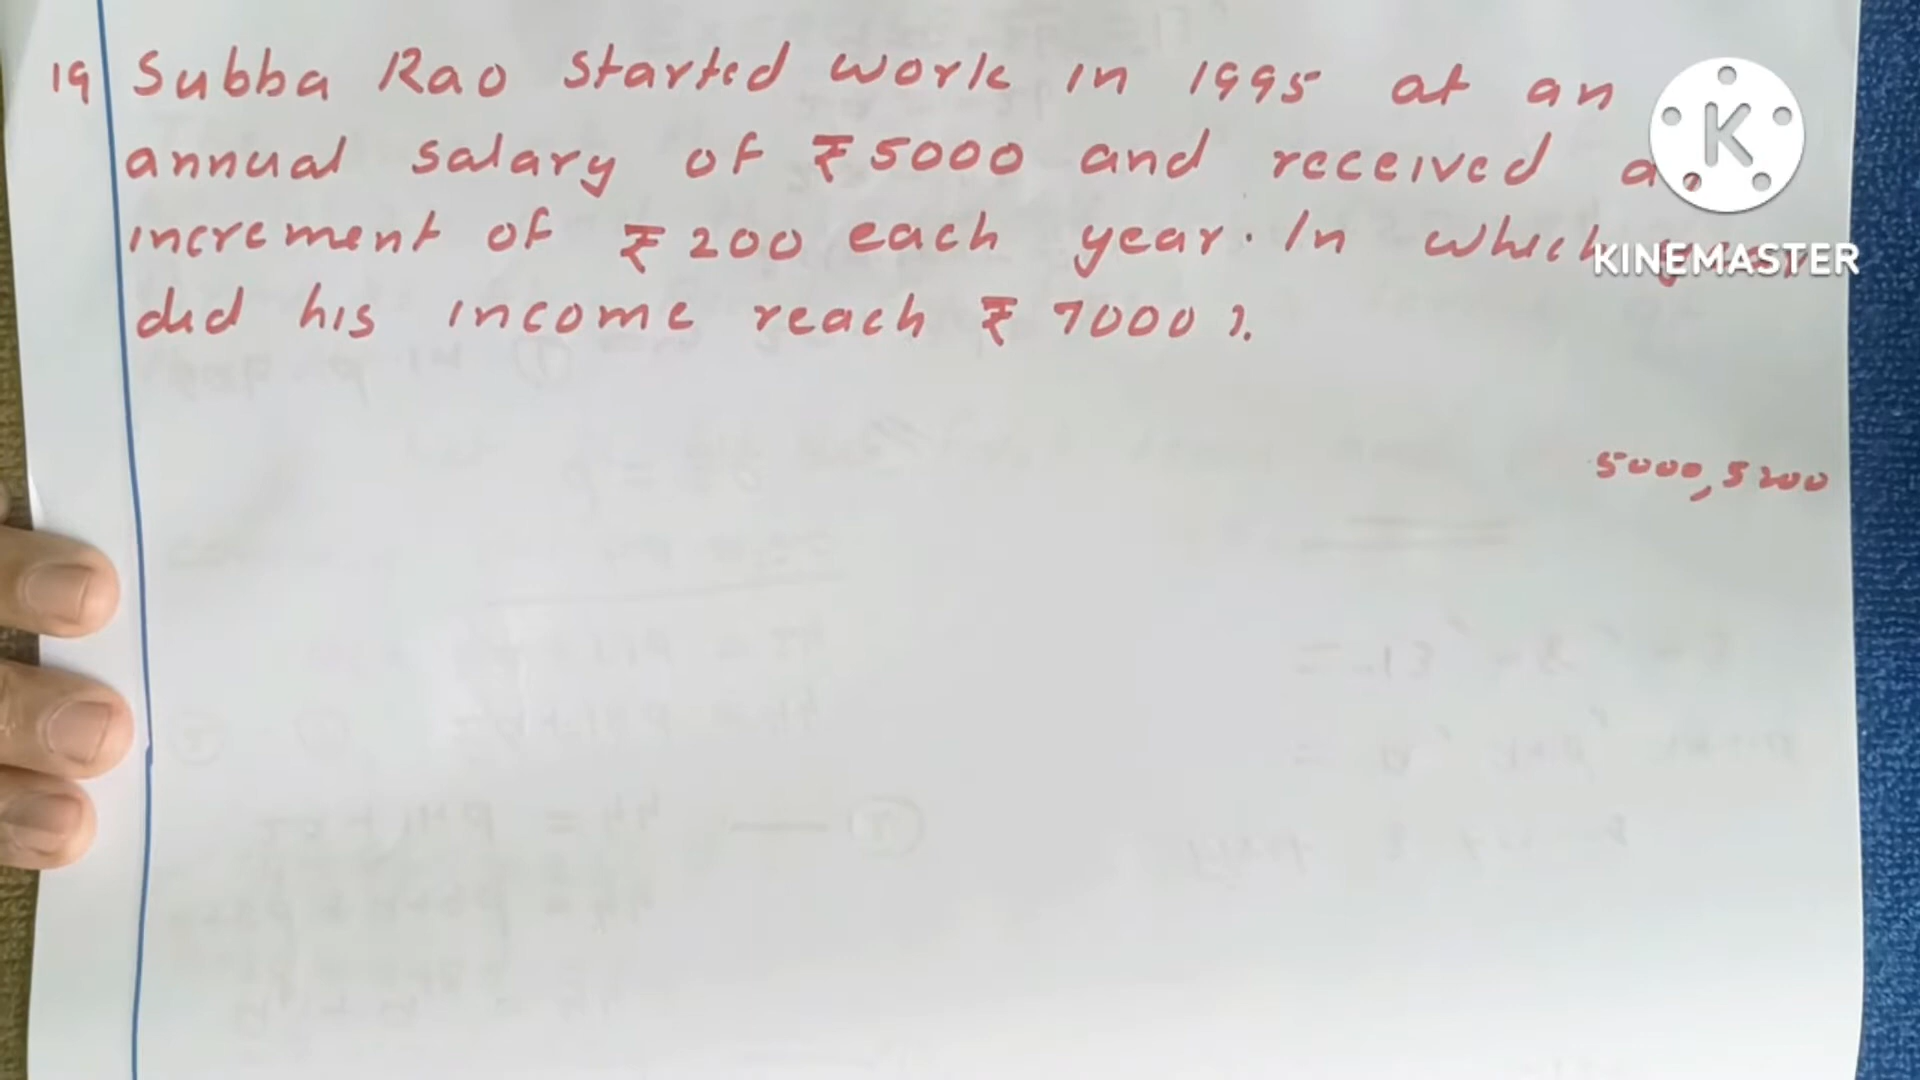 19 Subba Rao started work in 1995 at an
annual salary of ₹5000 and received
increment of ₹200 each year. In which
did his income reach ₹7000?
5000, 5200
K
KINEMASTER